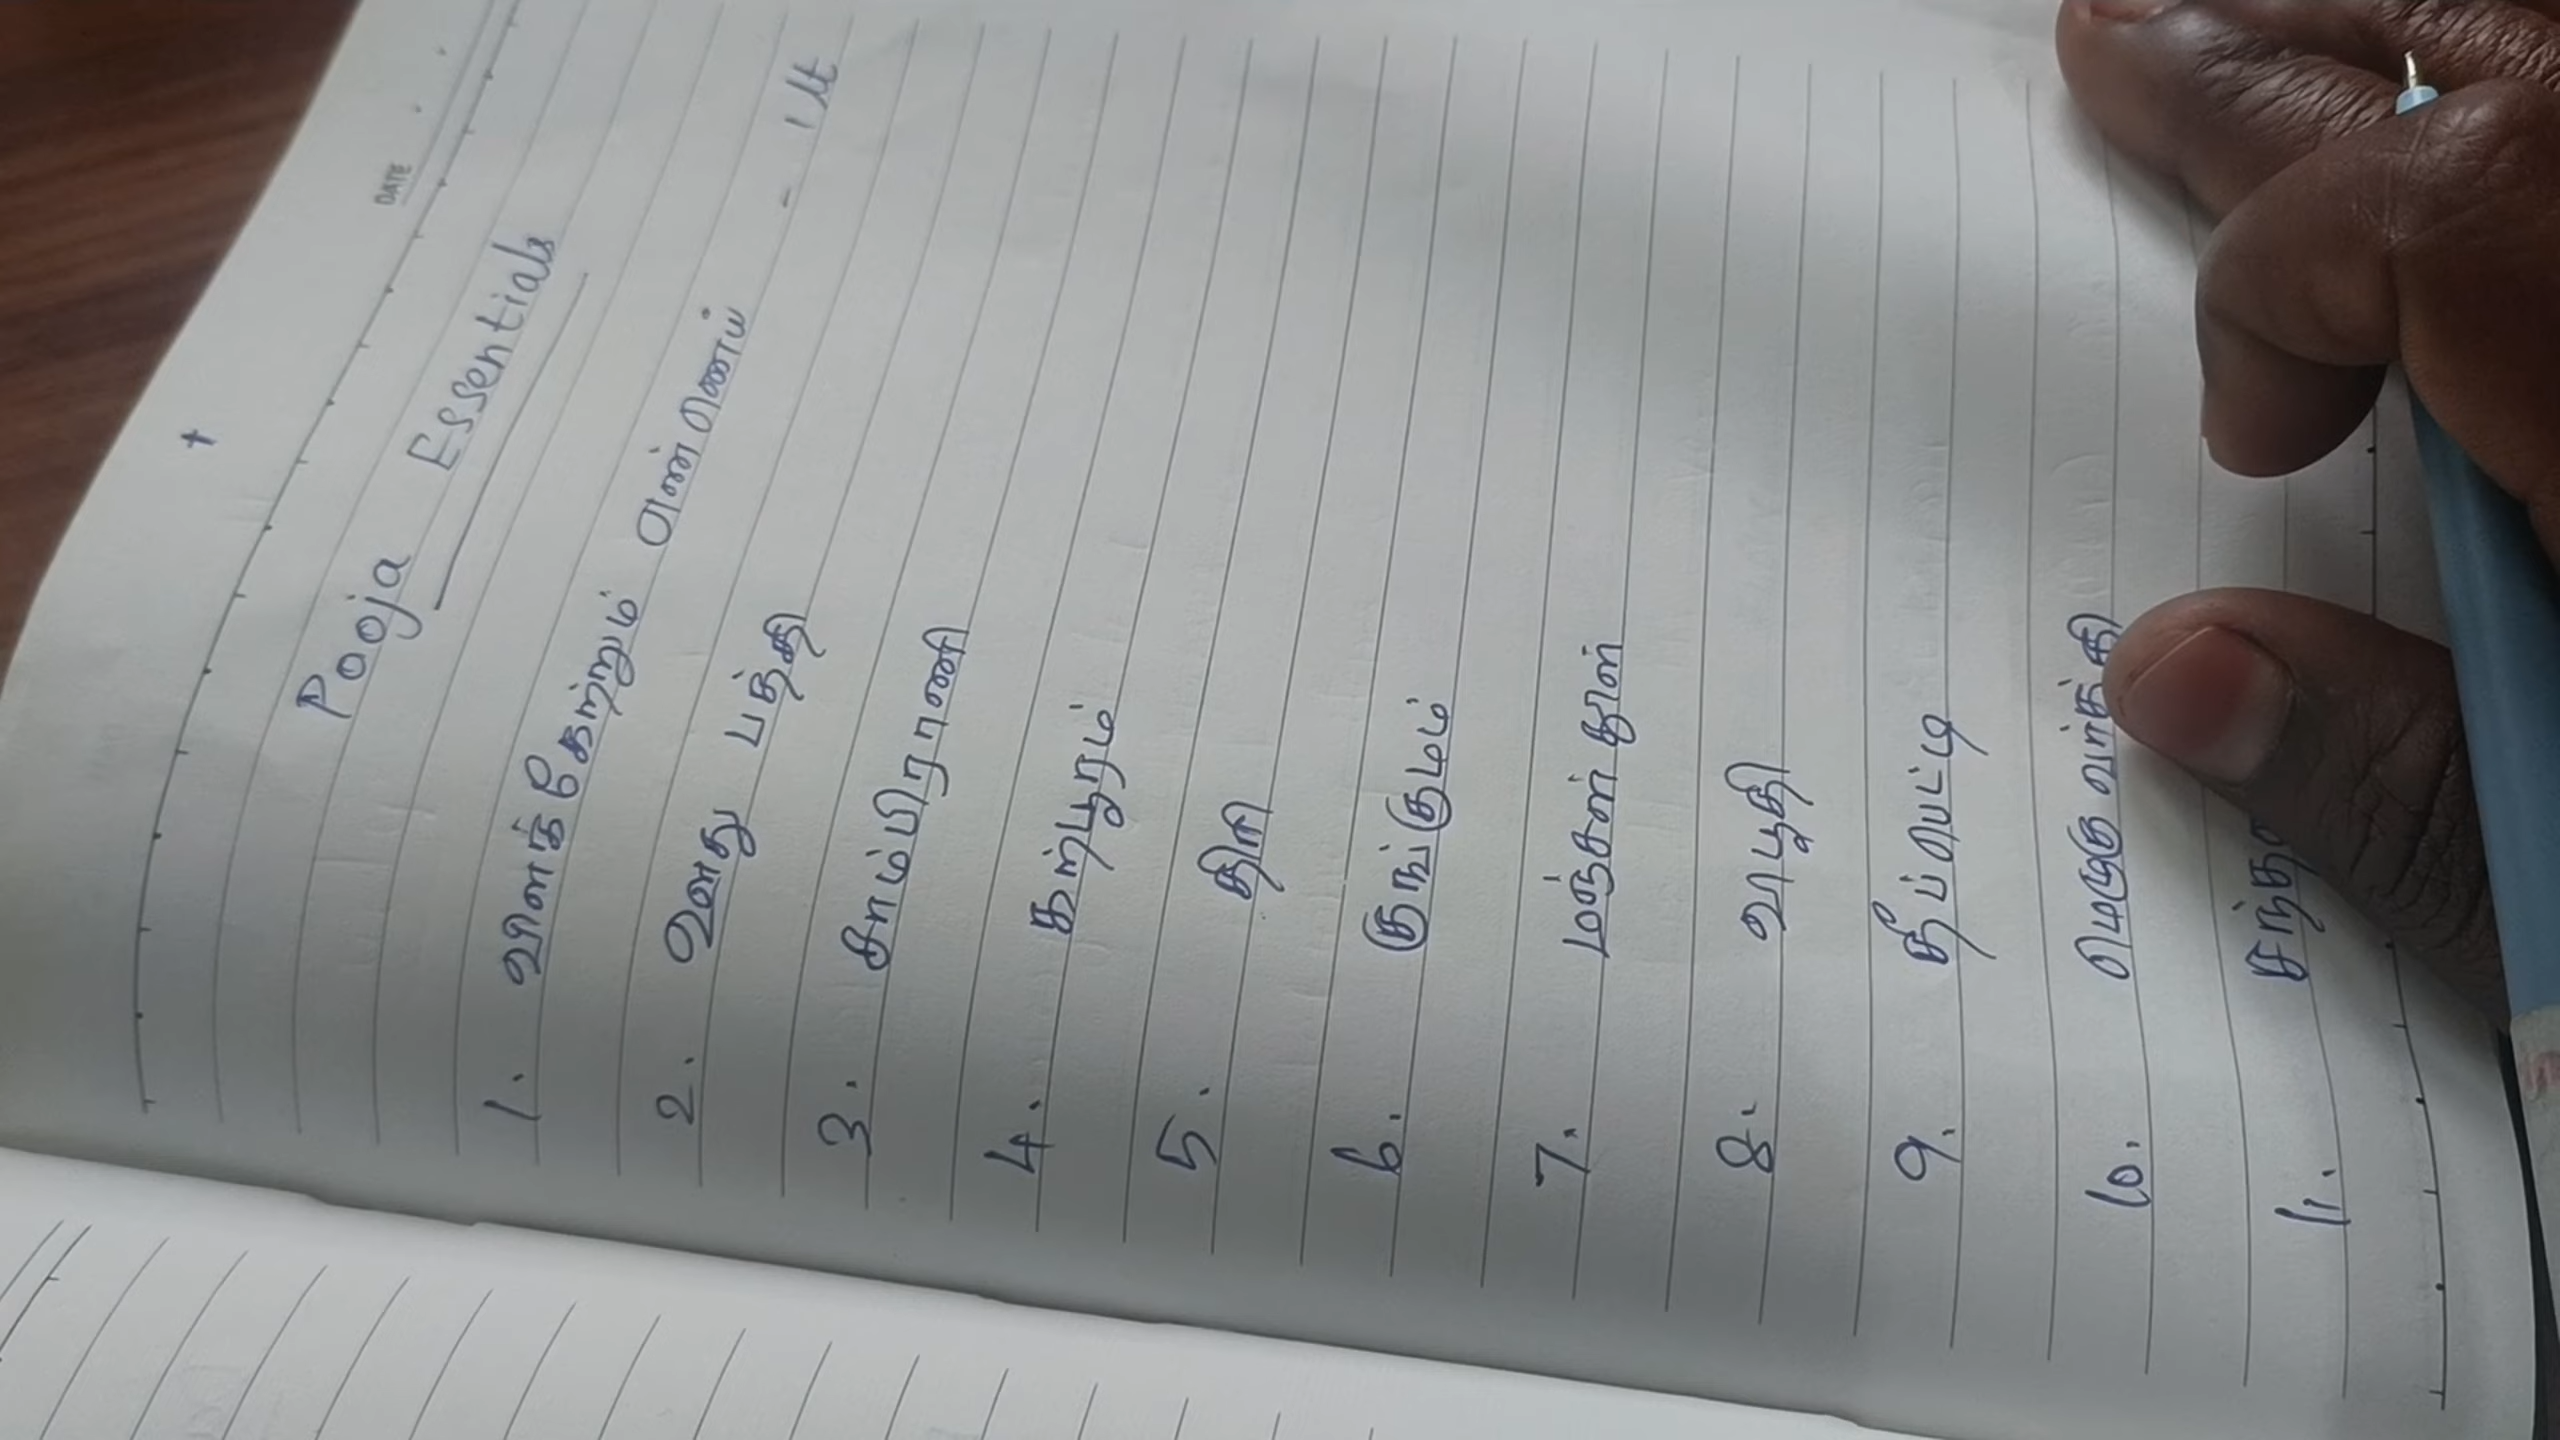 DATE
Pooja Essentials
1. விளக்கேற்றும் எண்ணெய் - 1 lt
2. ஊது பத்தி
3. சாம்பிராணி
4. கற்பூரம்
5. திரி
6. குங்குமம்
7. மஞ்சள் தூள்
8. விபூதி
9. தீப்பெட்டி
10. மெழுகு வர்த்தி
11.